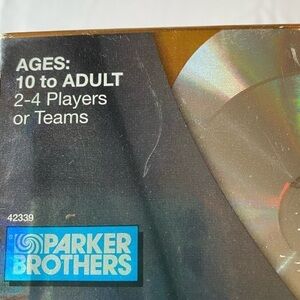 AGES:
10 to ADULT
2-4 Players
or Teams
42339
PARKER
BROTHERS